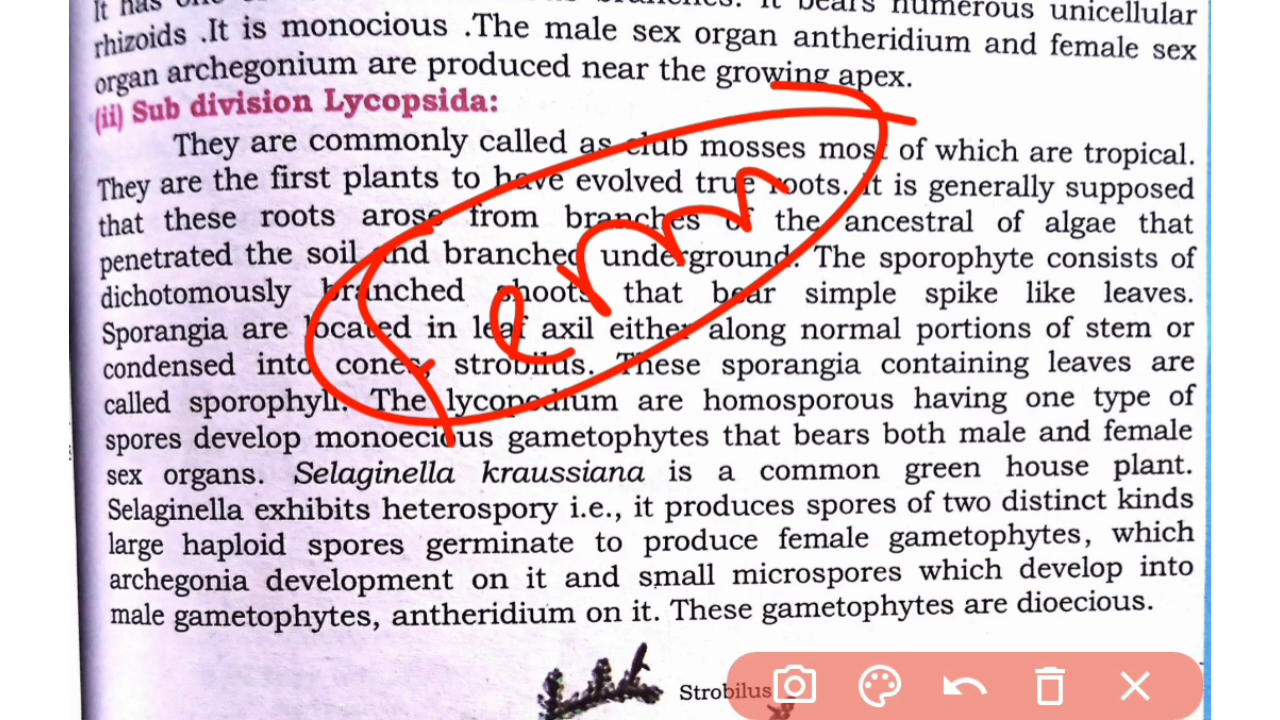 It has
bears numerous unicellular
rhizoids .It is monocious .The male sex organ antheridium and female sex
organ archegonium are produced near the growing apex.
(ii) Sub division Lycopsida:
They are commonly called as club mosses most of which are tropical.
They are the first plants to have evolved true roots. It is generally supposed
that these roots arose from branches of the ancestral of algae that
penetrated the soil and branched underground. The sporophyte consists of
dichotomously branched shoots that bear simple spike like leaves.
Sporangia are located in leaf axil either along normal portions of stem or
condensed into cones, strobilus. These sporangia containing leaves are
called sporophyll. The lycopodium are homosporous having one type of
spores develop monoecious gametophytes that bears both male and female
sex organs. Selaginella kraussiana is a common green house plant.
Selaginella exhibits heterospory i.e., it produces spores of two distinct kinds
large haploid spores germinate to produce female gametophytes, which
archegonia development on it and small microspores which develop into
male gametophytes, antheridium on it. These gametophytes are dioecious.
Strobilus